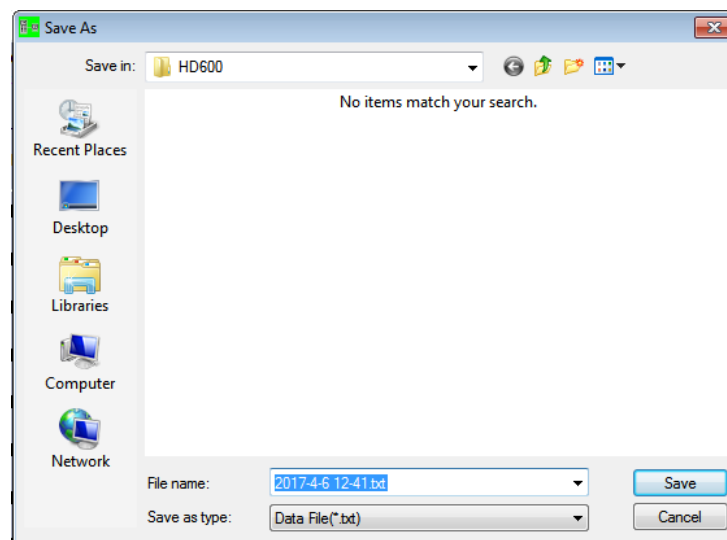 Save As
Save in: HD600
No items match your search.
Recent Places
Desktop
Libraries
Computer
Network
File name: 2017-4-6 12-41.txt Save
Save as type: Data File(*.txt) Cancel